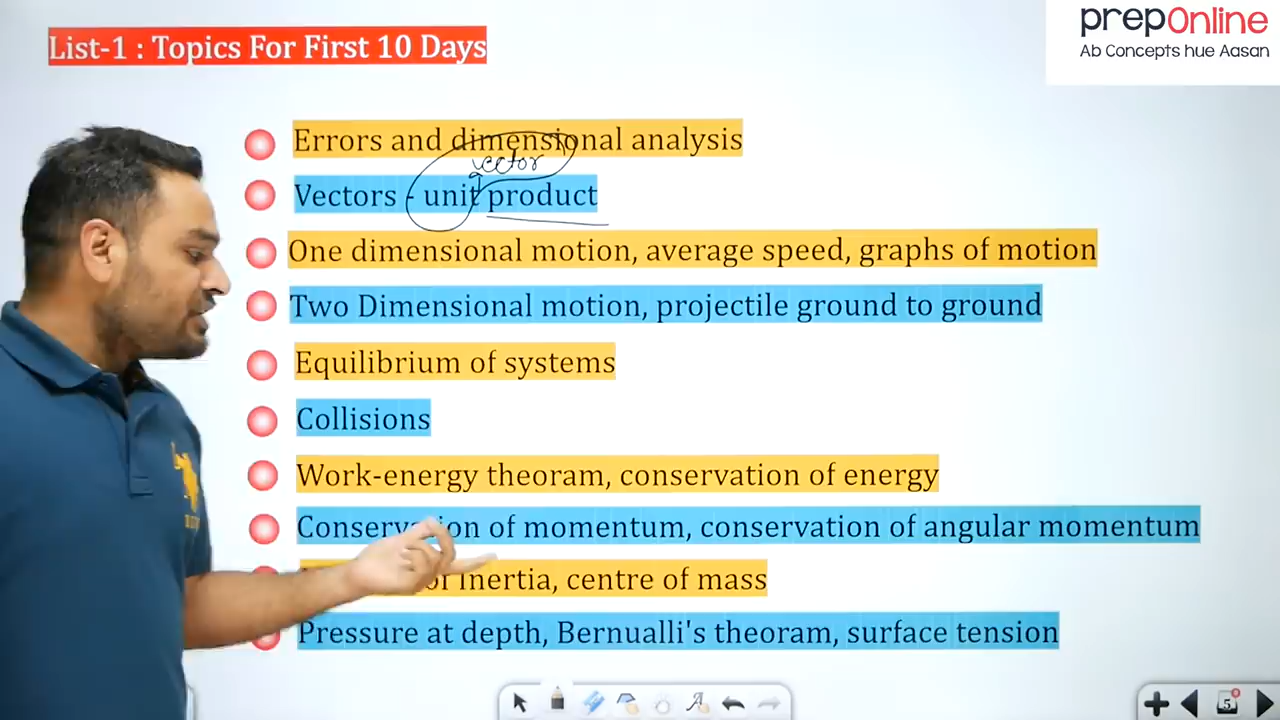 List-1 : Topics For First 10 Days
prepOnline
Ab Concepts hue Aasan
Errors and dimensional analysis
vector
Vectors - unit product
One dimensional motion, average speed, graphs of motion
Two Dimensional motion, projectile ground to ground
Equilibrium of systems
Collisions
Work-energy theoram, conservation of energy
Conservation of momentum, conservation of angular momentum
inertia, centre of mass
Pressure at depth, Bernualli's theoram, surface tension
5